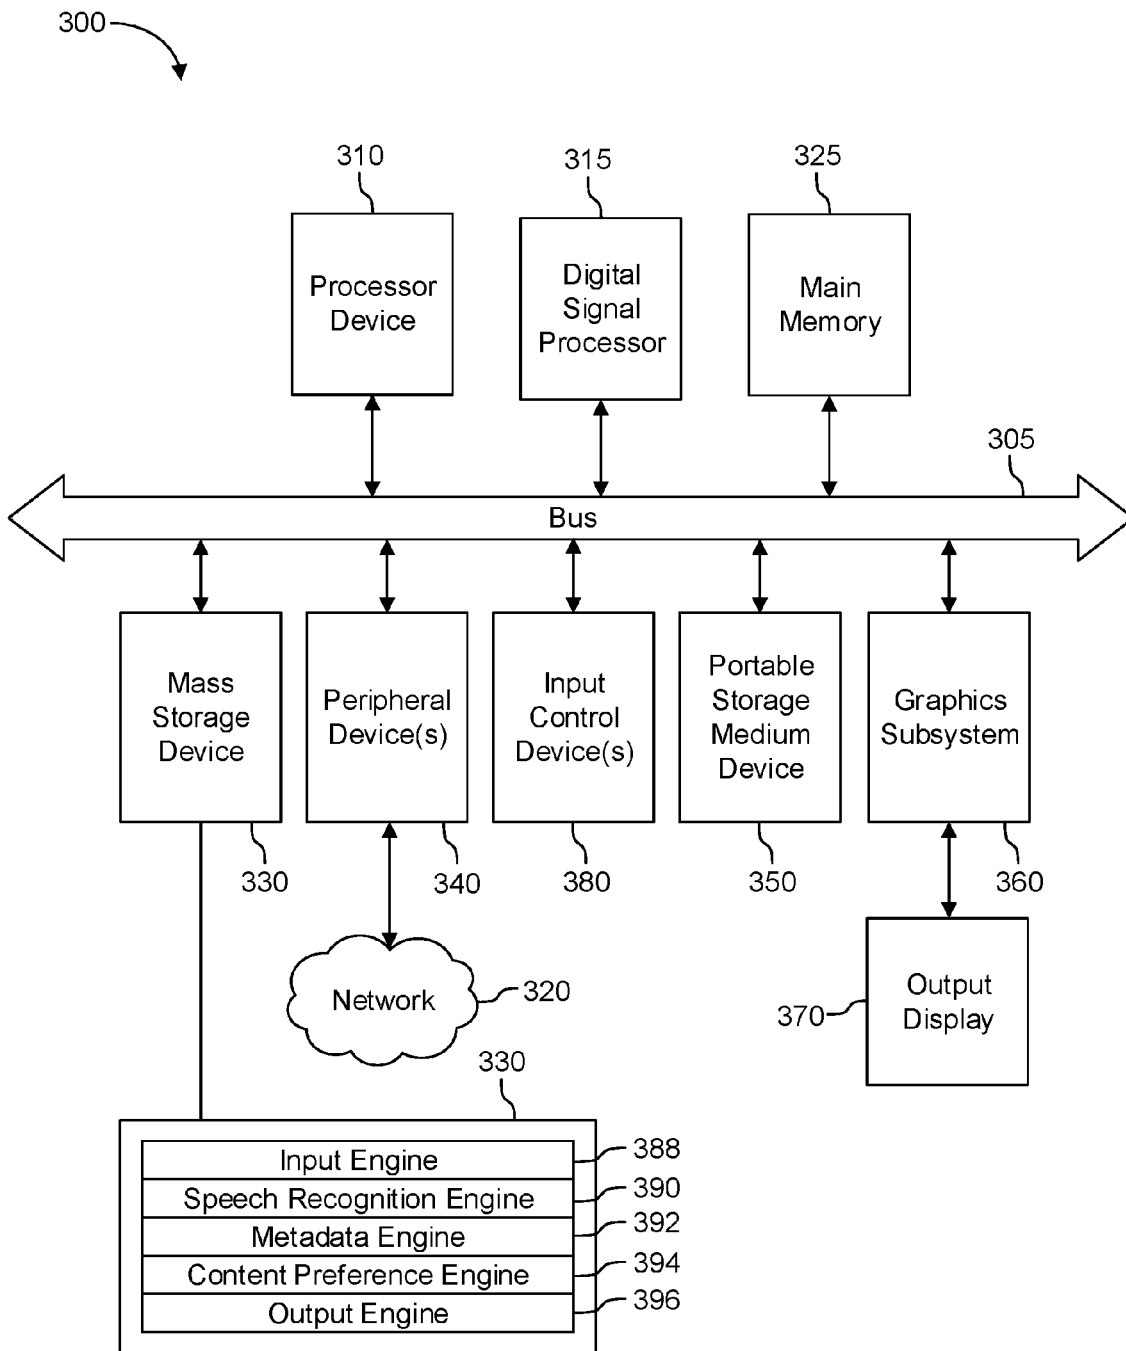 300
310
315
325
Processor
Device
Digital
Signal
Processor
Main
Memory
305
Bus
Mass
Storage
Device
Peripheral
Device(s)
Input
Control
Device(s)
Portable
Storage
Medium
Device
Graphics
Subsystem
330
340
380
350
360
Network
320
370
Output
Display
330
Input Engine
388
Speech Recognition Engine
390
Metadata Engine
392
Content Preference Engine
394
Output Engine
396